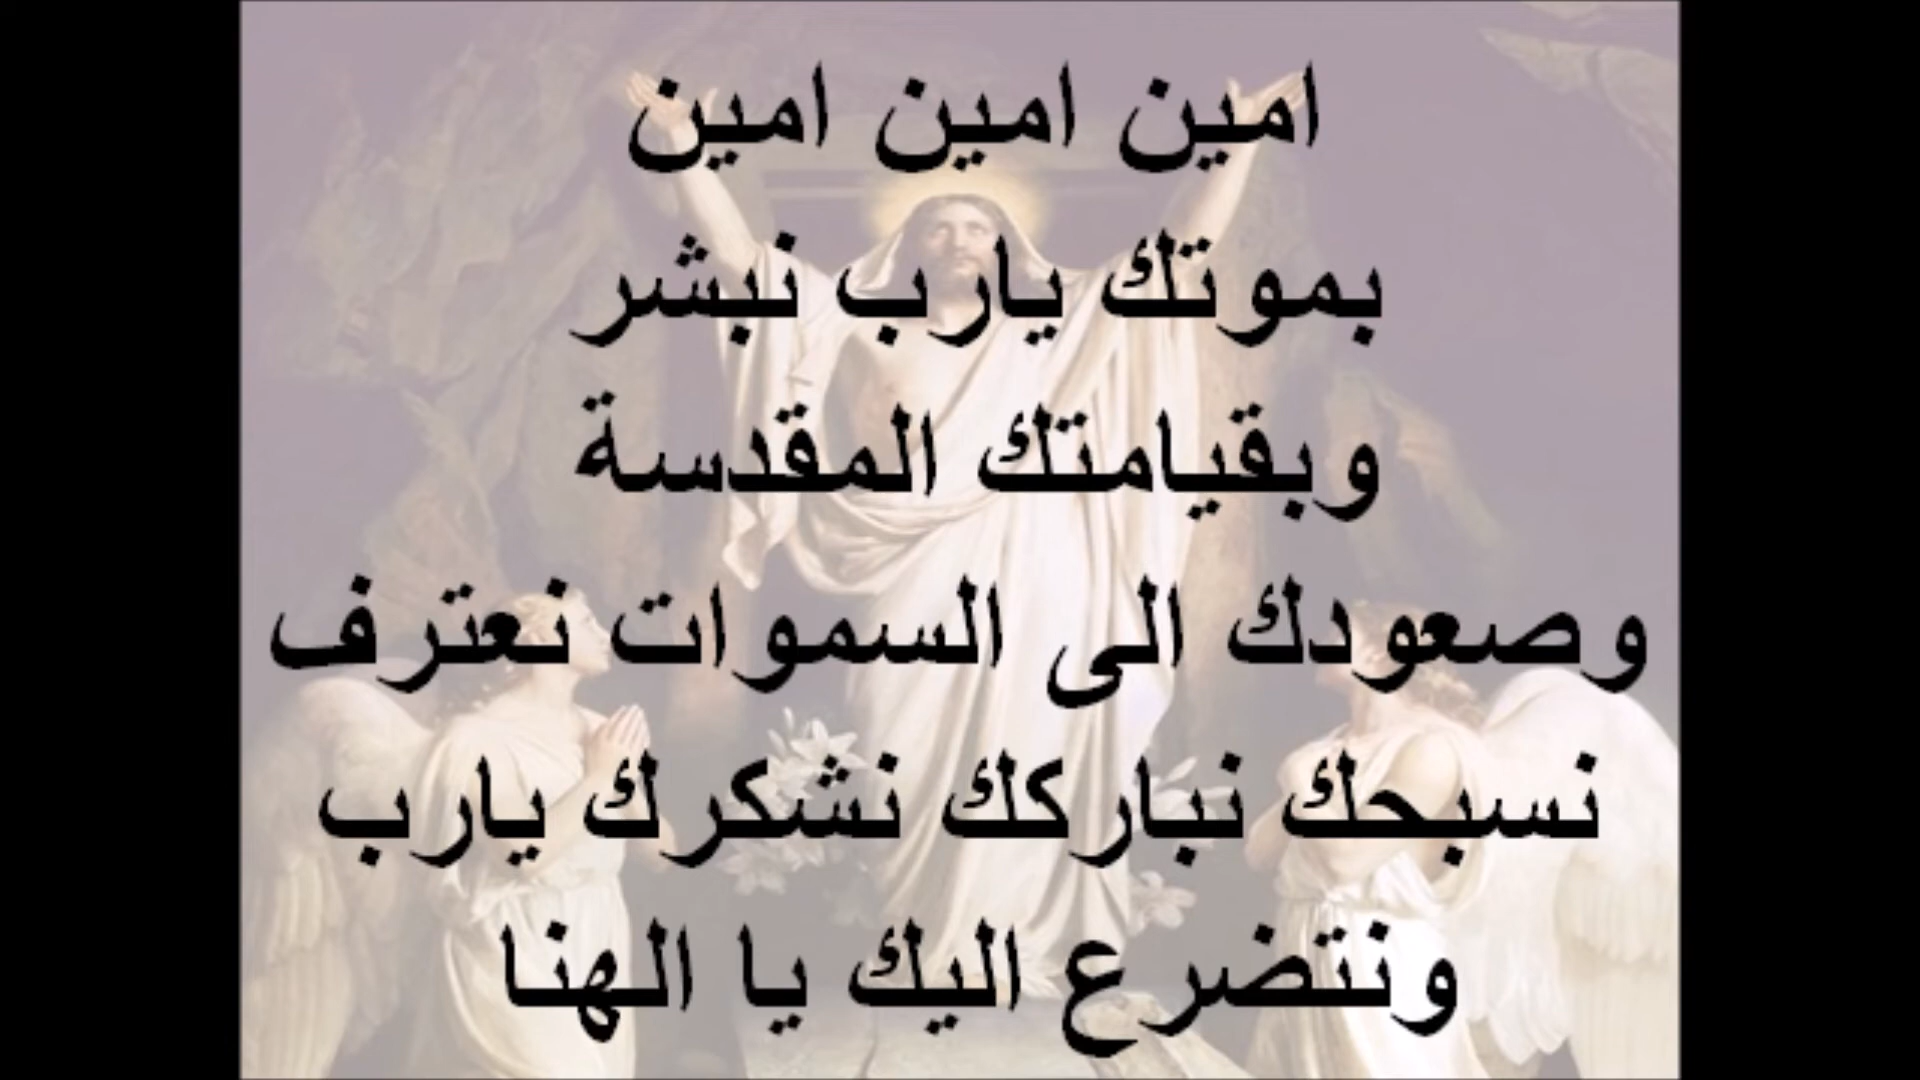 امين امين امين
بموتك يارب نبشر
وبقيامتك المقدسة
وصعودك الى السموات نعترف
نسبحك نباركك نشكرك يارب
ونتضرع اليك يا الهنا